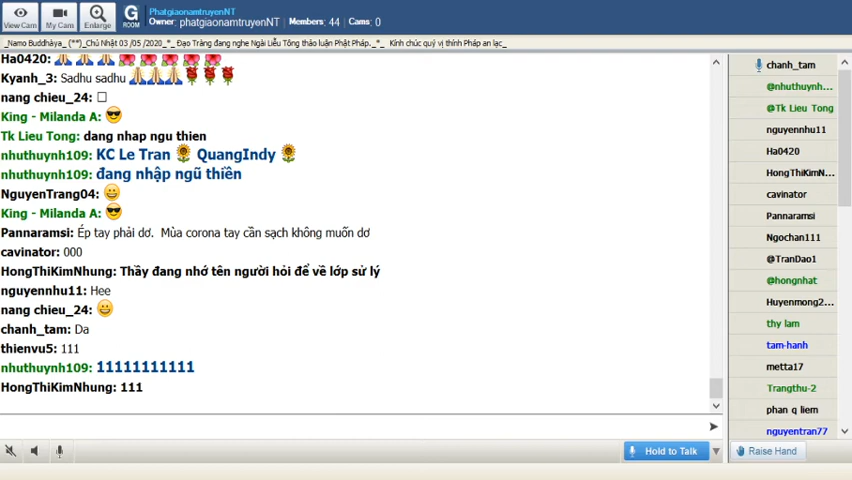 PhatgiaonamtruyenNT
Owner: phatgiaonamtruyenNT Members: 44 Cams: 0
View Cam My Cam Enlarge G ROOM
_Namo Buddhàya_ (**)_Chủ Nhật 03 /05 /2020_*_ Đạo Tràng đang nghe Ngài Liễu Tông thảo luận Phật Pháp._*_ Kính chúc quý vị thính Pháp an lạc_
Ha0420:
Kyanh_3: Sadhu sadhu
nang chieu_24:
King - Milanda A:
Tk Lieu Tong: dang nhap ngu thien
nhuthuynh109: KC Le Tran QuangIndy
nhuthuynh109: đang nhập ngũ thiền
NguyenTrang04:
King - Milanda A:
Pannaramsi: Ép tay phải dơ. Mùa corona tay cần sạch không muốn dơ
cavinator: 000
HongThiKimNhung: Thầy đang nhớ tên người hỏi để về lớp sử lý
nguyennhu11: Hee
nang chieu_24:
chanh_tam: Da
thienvu5: 111
nhuthuynh109: 11111111111
HongThiKimNhung: 111
Hold to Talk
chanh_tam
@nhuthuynh...
@Tk Lieu Tong
nguyennhu11
Ha0420
HongThiKimN...
cavinator
Pannaramsi
Ngochan111
@TranDao1
@hongnhat
Huyenmong2...
thy lam
tam-hanh
metta17
Trangthu-2
phan q liem
nguyentran77
Raise Hand